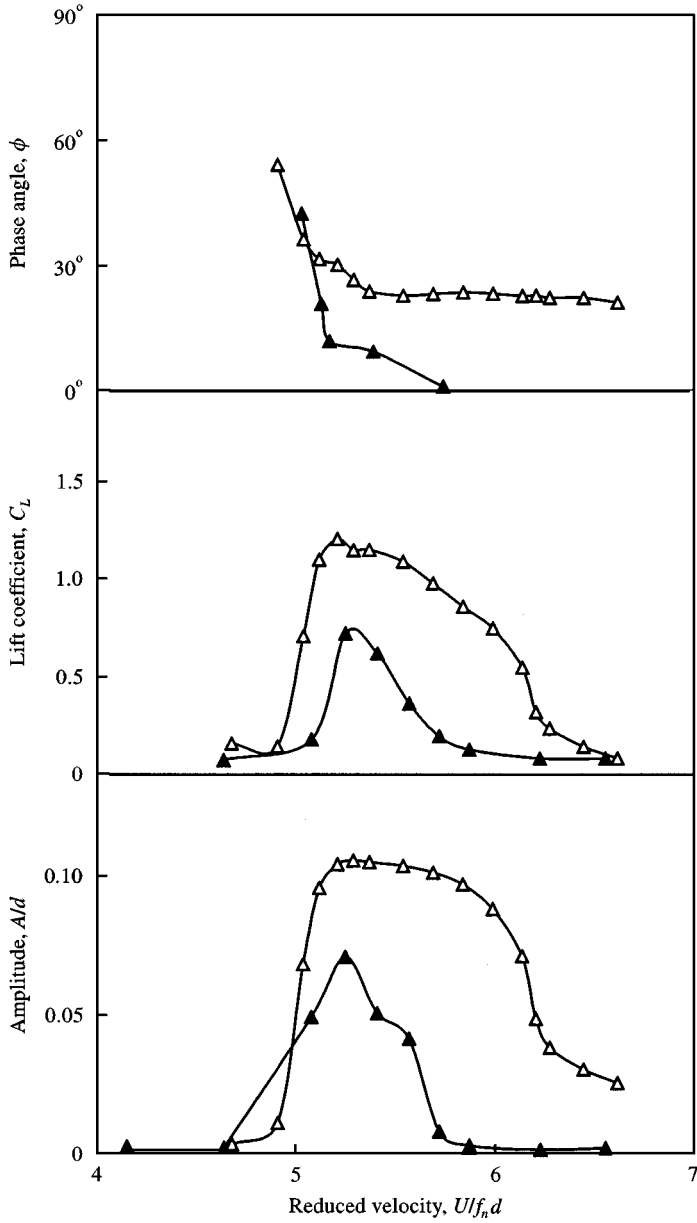 90°
60°
30°
0°
Phase angle, ϕ
1.5
1.0
0.5
0
Lift coefficient, C_L
0.10
0.05
0
Amplitude, A/d
4 5 6 7
Reduced velocity, U/f_n d